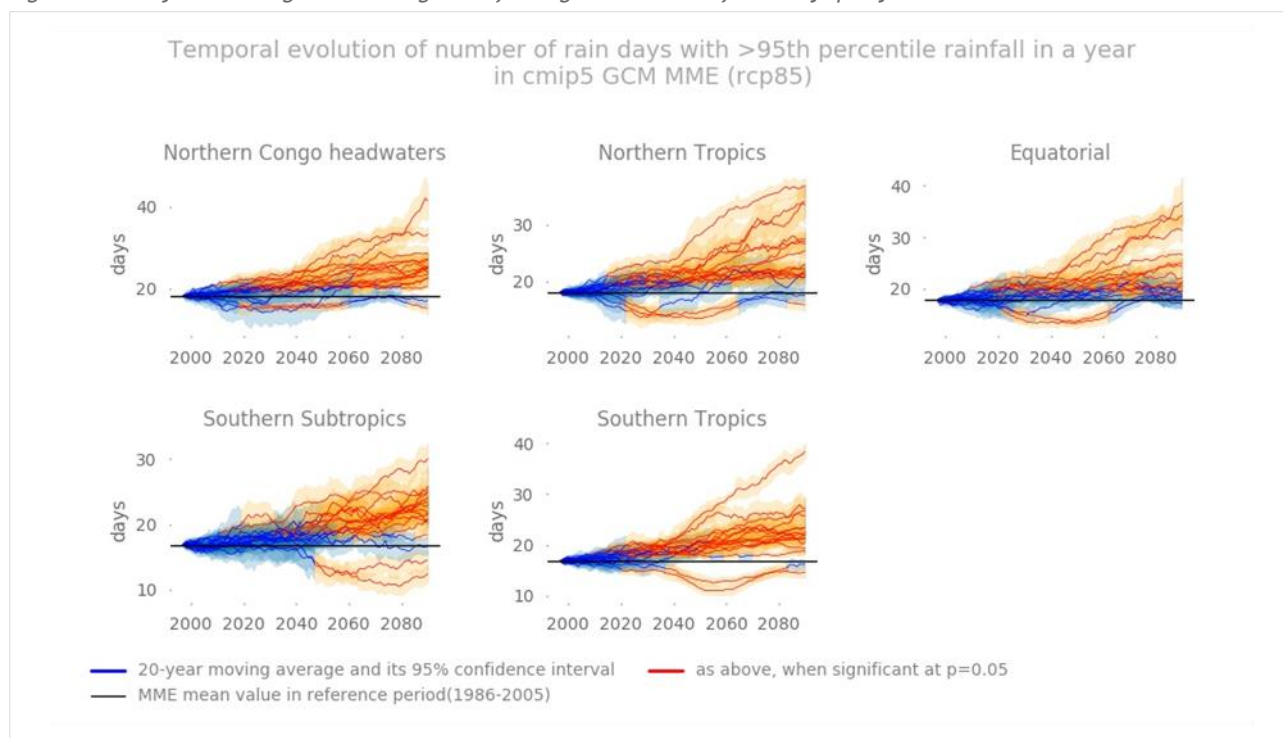 Temporal evolution of number of rain days with >95th percentile rainfall in a year
in cmip5 GCM MME (rcp85)
Northern Congo headwaters
Northern Tropics
Equatorial
days
40
20
2000 2020 2040 2060 2080
days
30
20
2000 2020 2040 2060 2080
days
40
30
20
2000 2020 2040 2060 2080
Southern Subtropics
Southern Tropics
days
30
20
10
2000 2020 2040 2060 2080
days
40
30
20
10
2000 2020 2040 2060 2080
20-year moving average and its 95% confidence interval
as above, when significant at p=0.05
MME mean value in reference period(1986-2005)